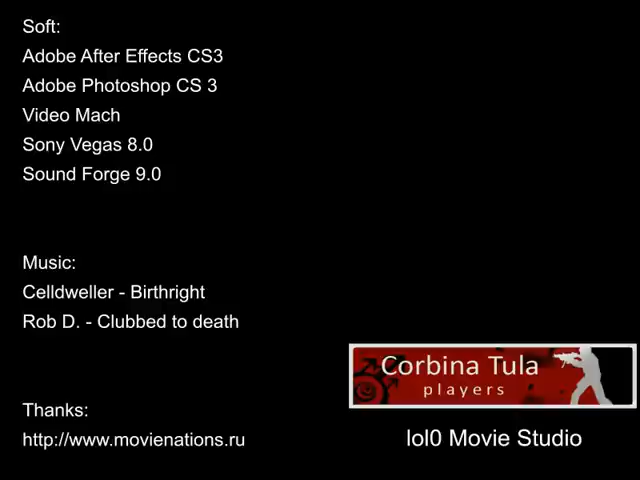 Soft:
Adobe After Effects CS3
Adobe Photoshop CS 3
Video Mach
Sony Vegas 8.0
Sound Forge 9.0
Music:
Celldweller - Birthright
Rob D. - Clubbed to death
Thanks:
http://www.movienations.ru
Corbina Tula
players
lol0 Movie Studio